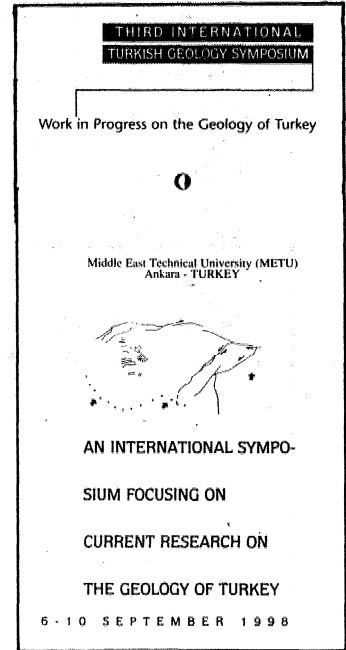 THIRD INTERNATIONAL
TURKISH GEOLOGY SYMPOSIUM
Work in Progress on the Geology of Turkey
Middle East Technical University (METU)
Ankara - TURKEY
AN INTERNATIONAL SYMPO-
SIUM FOCUSING ON
CURRENT RESEARCH ON
THE GEOLOGY OF TURKEY
6-10 SEPTEMBER 1998